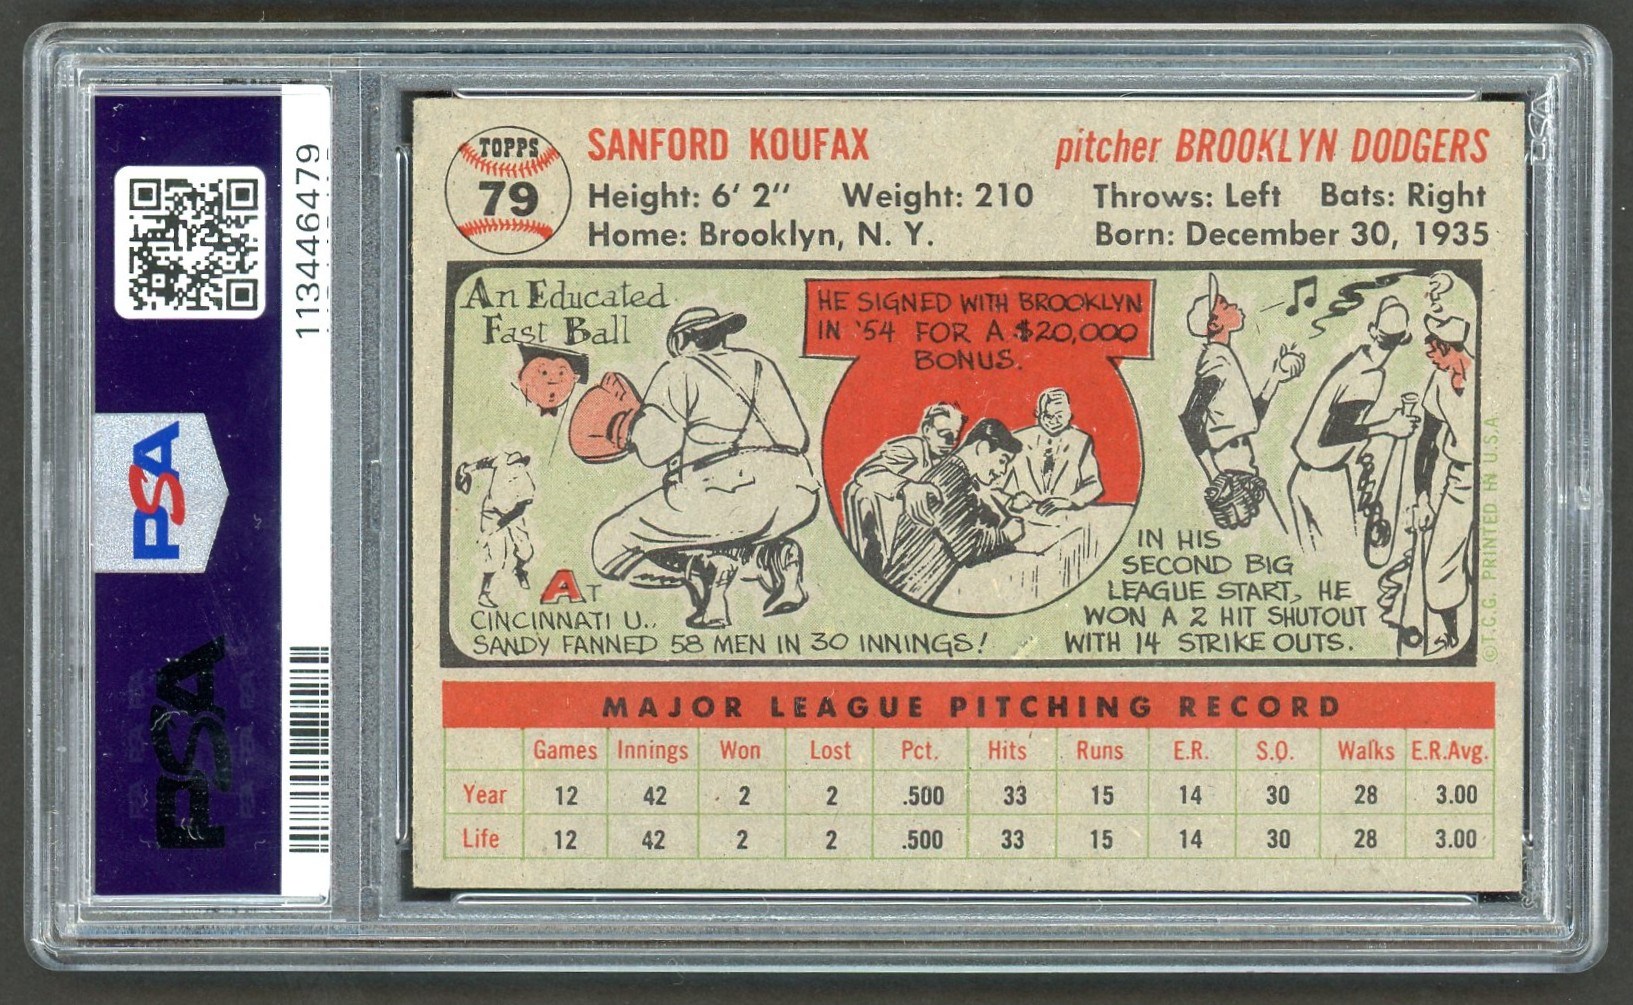 113446479
PSA
PSA
TOPPS
79
SANFORD KOUFAX
pitcher BROOKLYN DODGERS
Height: 6' 2" Weight: 210 Throws: Left Bats: Right
Home: Brooklyn, N. Y. Born: December 30, 1935
An Educated
Fast Ball
AT
CINCINNATI U.,
SANDY FANNED 58 MEN IN 30 INNINGS!
HE SIGNED WITH BROOKLYN
IN '54 FOR A $20,000
BONUS.
IN HIS
SECOND BIG
LEAGUE START, HE
WON A 2 HIT SHUTOUT
WITH 14 STRIKE OUTS.
©T.C.G. PRINTED IN U.S.A
MAJOR LEAGUE PITCHING RECORD
Games Innings Won Lost Pct. Hits Runs E.R. S.O. Walks E.R.Avg.
Year 12 42 2 2 .500 33 15 14 30 28 3.00
Life 12 42 2 2 .500 33 15 14 30 28 3.00